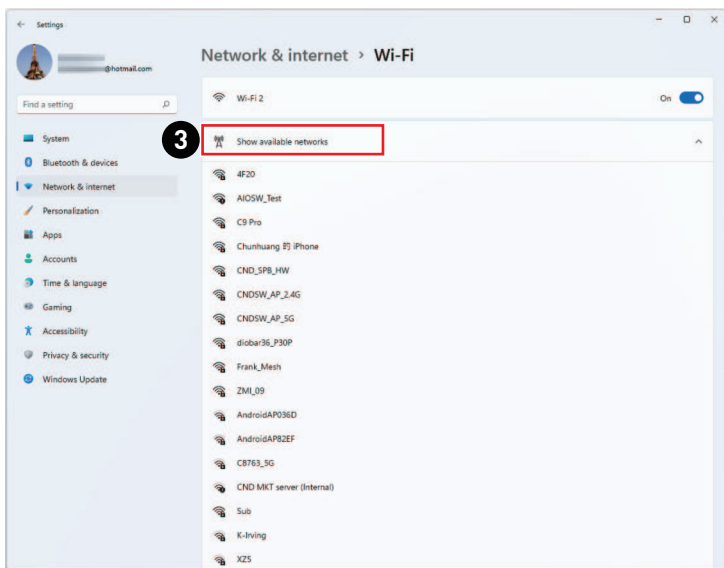 Settings
@hotmail.com
Find a setting
System
Bluetooth & devices
Network & internet
Personalization
Apps
Accounts
Time & language
Gaming
Accessibility
Privacy & security
Windows Update
Network & internet > Wi-Fi
Wi-Fi 2
On
3
Show available networks
4F20
AIOSW_Test
C9 Pro
Chunhuang 的 iPhone
CND_SPB_HW
CNDSW_AP_2.4G
CNDSW_AP_5G
diobar36_P30P
Frank_Mesh
ZMI_09
AndroidAP036D
AndroidAP82EF
C8763_5G
CND MKT server (Internal)
Sub
K-Irving
XZ5